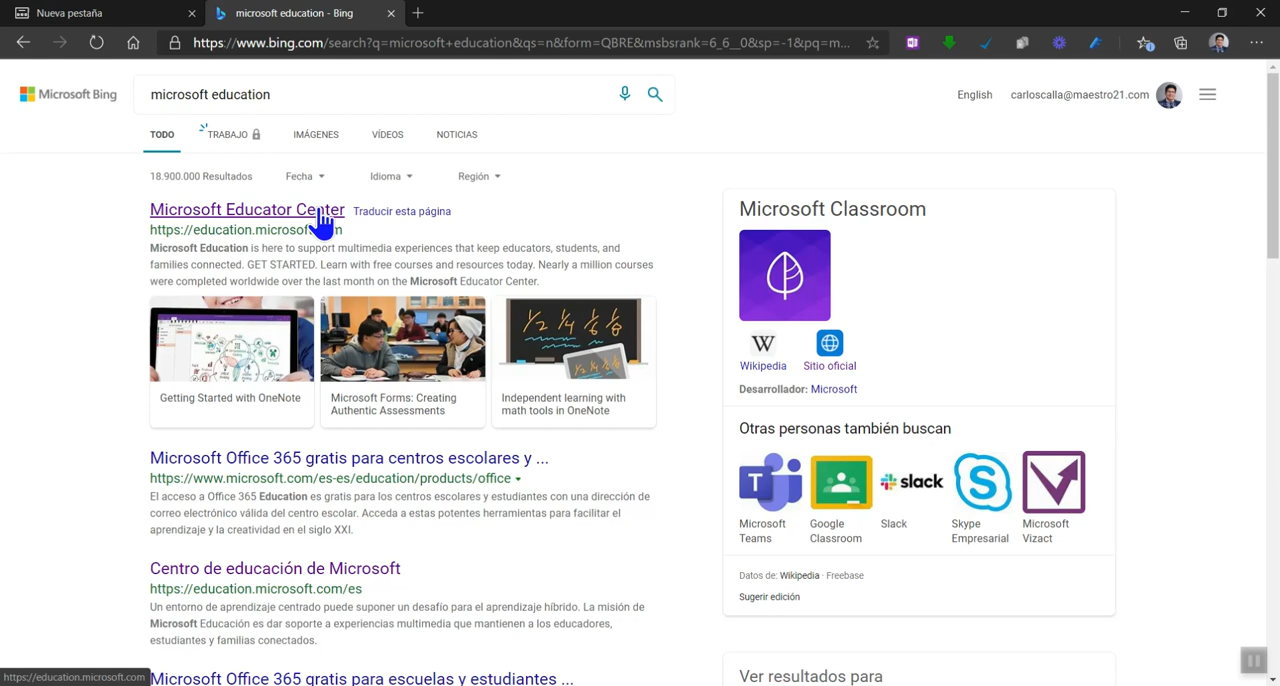 Nueva pestaña
microsoft education - Bing
https://www.bing.com/search?q=microsoft+education&qs=n&form=QBRE&msbsrank=6_6__0&sp=-1&pq=m...
Microsoft Bing
microsoft education
English
carloscalla@maestro21.com
TODO
TRABAJO
IMÁGENES
VÍDEOS
NOTICIAS
18.900.000 Resultados
Fecha
Idioma
Región
Microsoft Educator Center
Traducir esta página
https://education.microsoft.com
Microsoft Education is here to support multimedia experiences that keep educators, students, and
families connected. GET STARTED. Learn with free courses and resources today. Nearly a million courses
were completed worldwide over the last month on the Microsoft Educator Center.
Getting Started with OneNote
Microsoft Forms: Creating
Authentic Assessments
Independent learning with
math tools in OneNote
Microsoft Office 365 gratis para centros escolares y ...
https://www.microsoft.com/es-es/education/products/office
El acceso a Office 365 Education es gratis para los centros escolares y estudiantes con una dirección de
correo electrónico válida del centro escolar. Acceda a estas potentes herramientas para facilitar el
aprendizaje y la creatividad en el siglo XXI.
Centro de educación de Microsoft
https://education.microsoft.com/es
Un entorno de aprendizaje centrado puede suponer un desafío para el aprendizaje híbrido. La misión de
Microsoft Educación es dar soporte a experiencias multimedia que mantienen a los educadores,
estudiantes y familias conectados.
Microsoft Office 365 gratis para escuelas y estudiantes ...
https://education.microsoft.com
Microsoft Classroom
W
Wikipedia
Sitio oficial
Desarrollador: Microsoft
Otras personas también buscan
T
slack
S
Microsoft
Teams
Google
Classroom
Slack
Skype
Empresarial
Microsoft
Vizact
Datos de: Wikipedia · Freebase
Sugerir edición
Ver resultados para